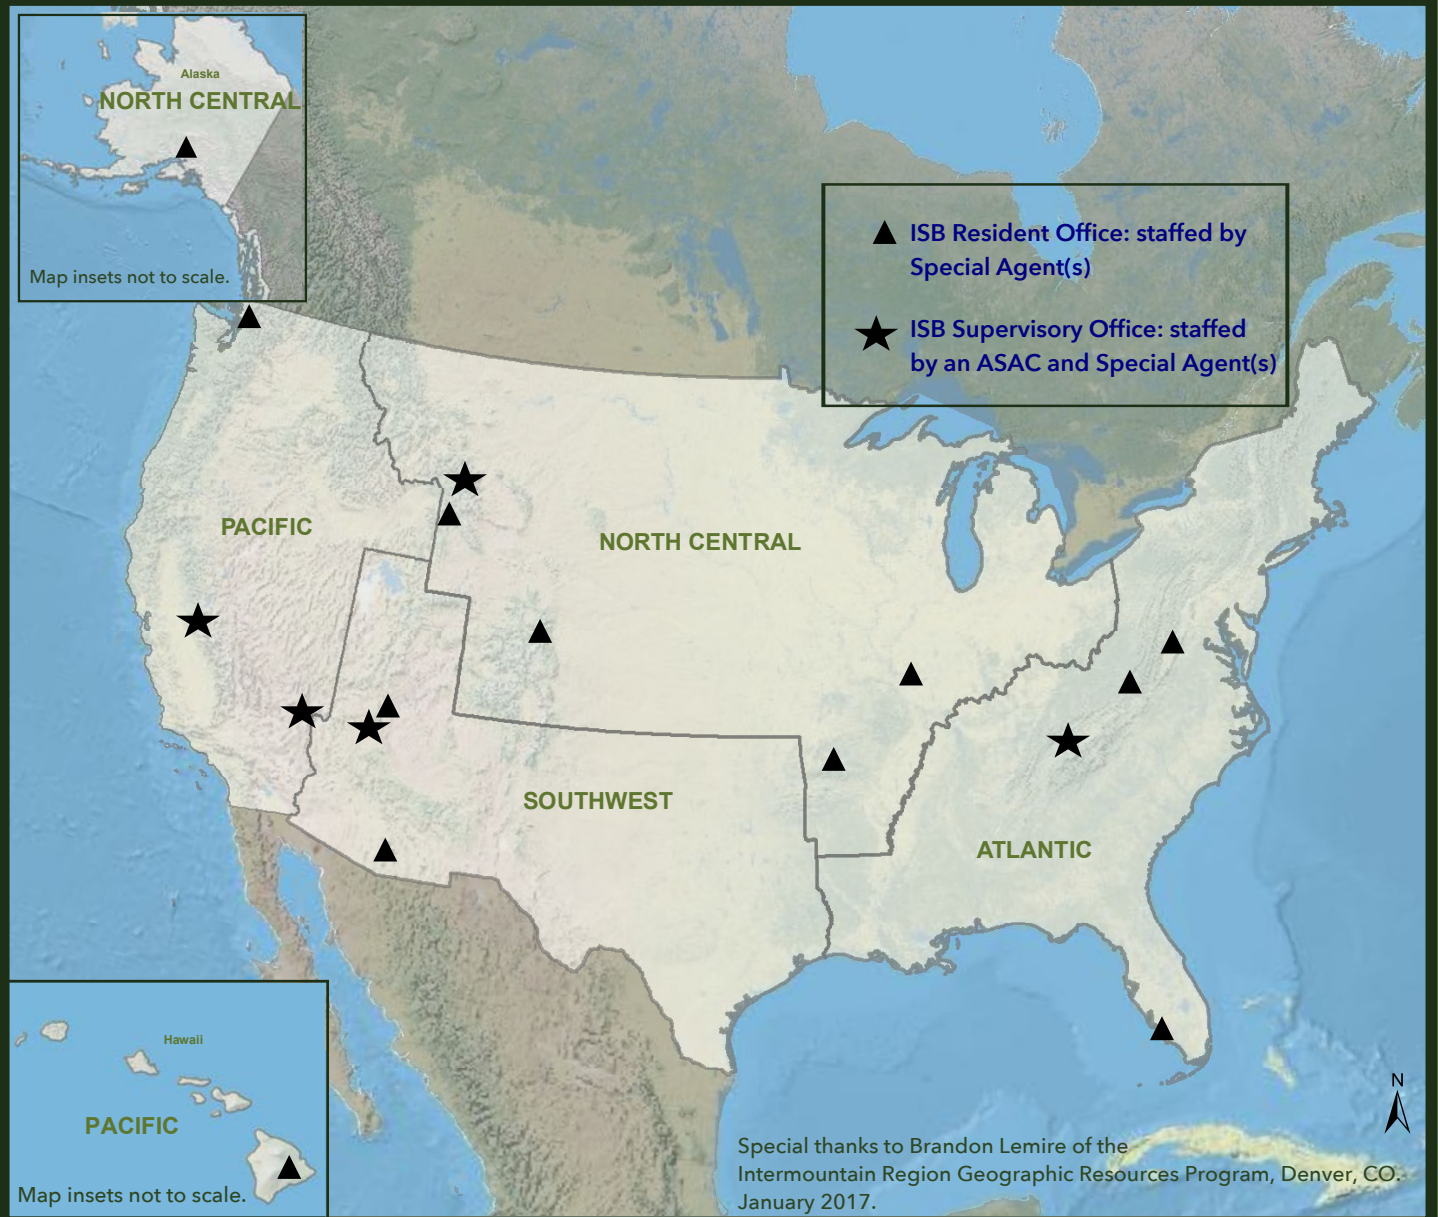 Alaska
NORTH CENTRAL
Map insets not to scale.
ISB Resident Office: staffed by
Special Agent(s)
ISB Supervisory Office: staffed
by an ASAC and Special Agent(s)
PACIFIC
NORTH CENTRAL
SOUTHWEST
ATLANTIC
Hawaii
PACIFIC
Map insets not to scale.
N
Special thanks to Brandon Lemire of the
Intermountain Region Geographic Resources Program, Denver, CO.
January 2017.